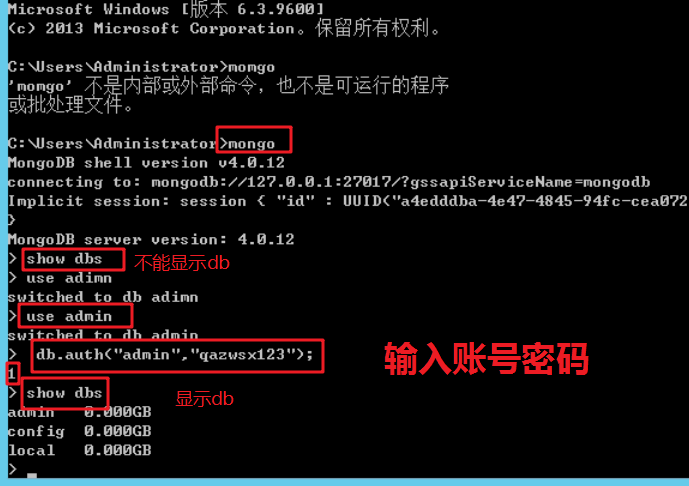 Microsoft Windows [版本 6.3.9600]
(c) 2013 Microsoft Corporation。保留所有权利。
C:\Users\Administrator>momgo
'momgo' 不是内部或外部命令，也不是可运行的程序
或批处理文件。
C:\Users\Administrator>mongo
MongoDB shell version v4.0.12
connecting to: mongodb://127.0.0.1:27017/?gssapiServiceName=mongodb
Implicit session: session { "id" : UUID("a4edddba-4e47-4845-94fc-cea072
}
MongoDB server version: 4.0.12
> show dbs 不能显示db
> use adimn
switched to db adimn
> use admin
switched to db admin
> db.auth("admin","qazwsx123"); 输入账号密码
1
> show dbs 显示db
admin 0.000GB
config 0.000GB
local 0.000GB
>